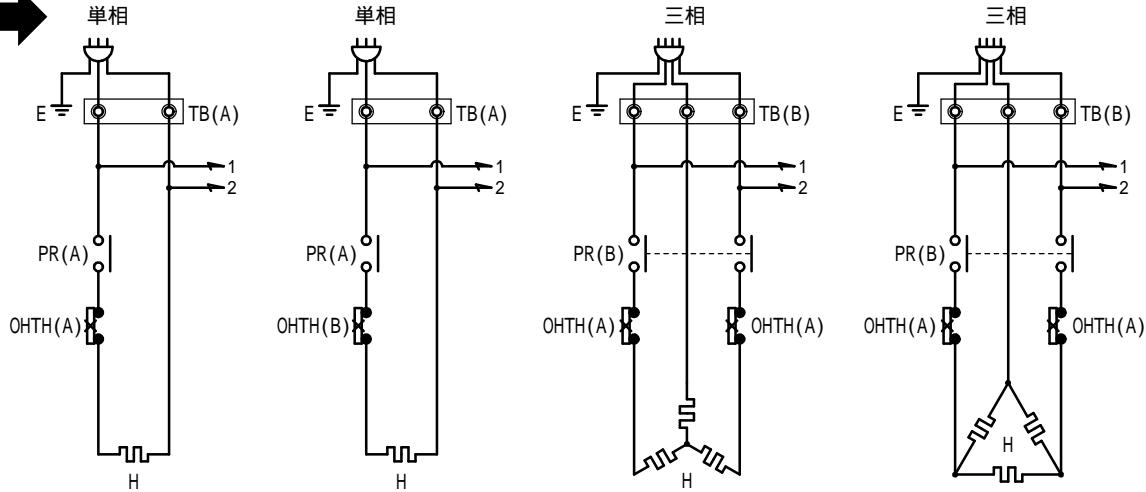 単相
E
TB(A)
1
2
PR(A)
OHTH(A)
H
単相
E
TB(A)
1
2
PR(A)
OHTH(B)
H
三相
E
TB(B)
1
2
PR(B)
OHTH(A)
OHTH(A)
H
三相
E
TB(B)
1
2
PR(B)
OHTH(A)
OHTH(A)
H